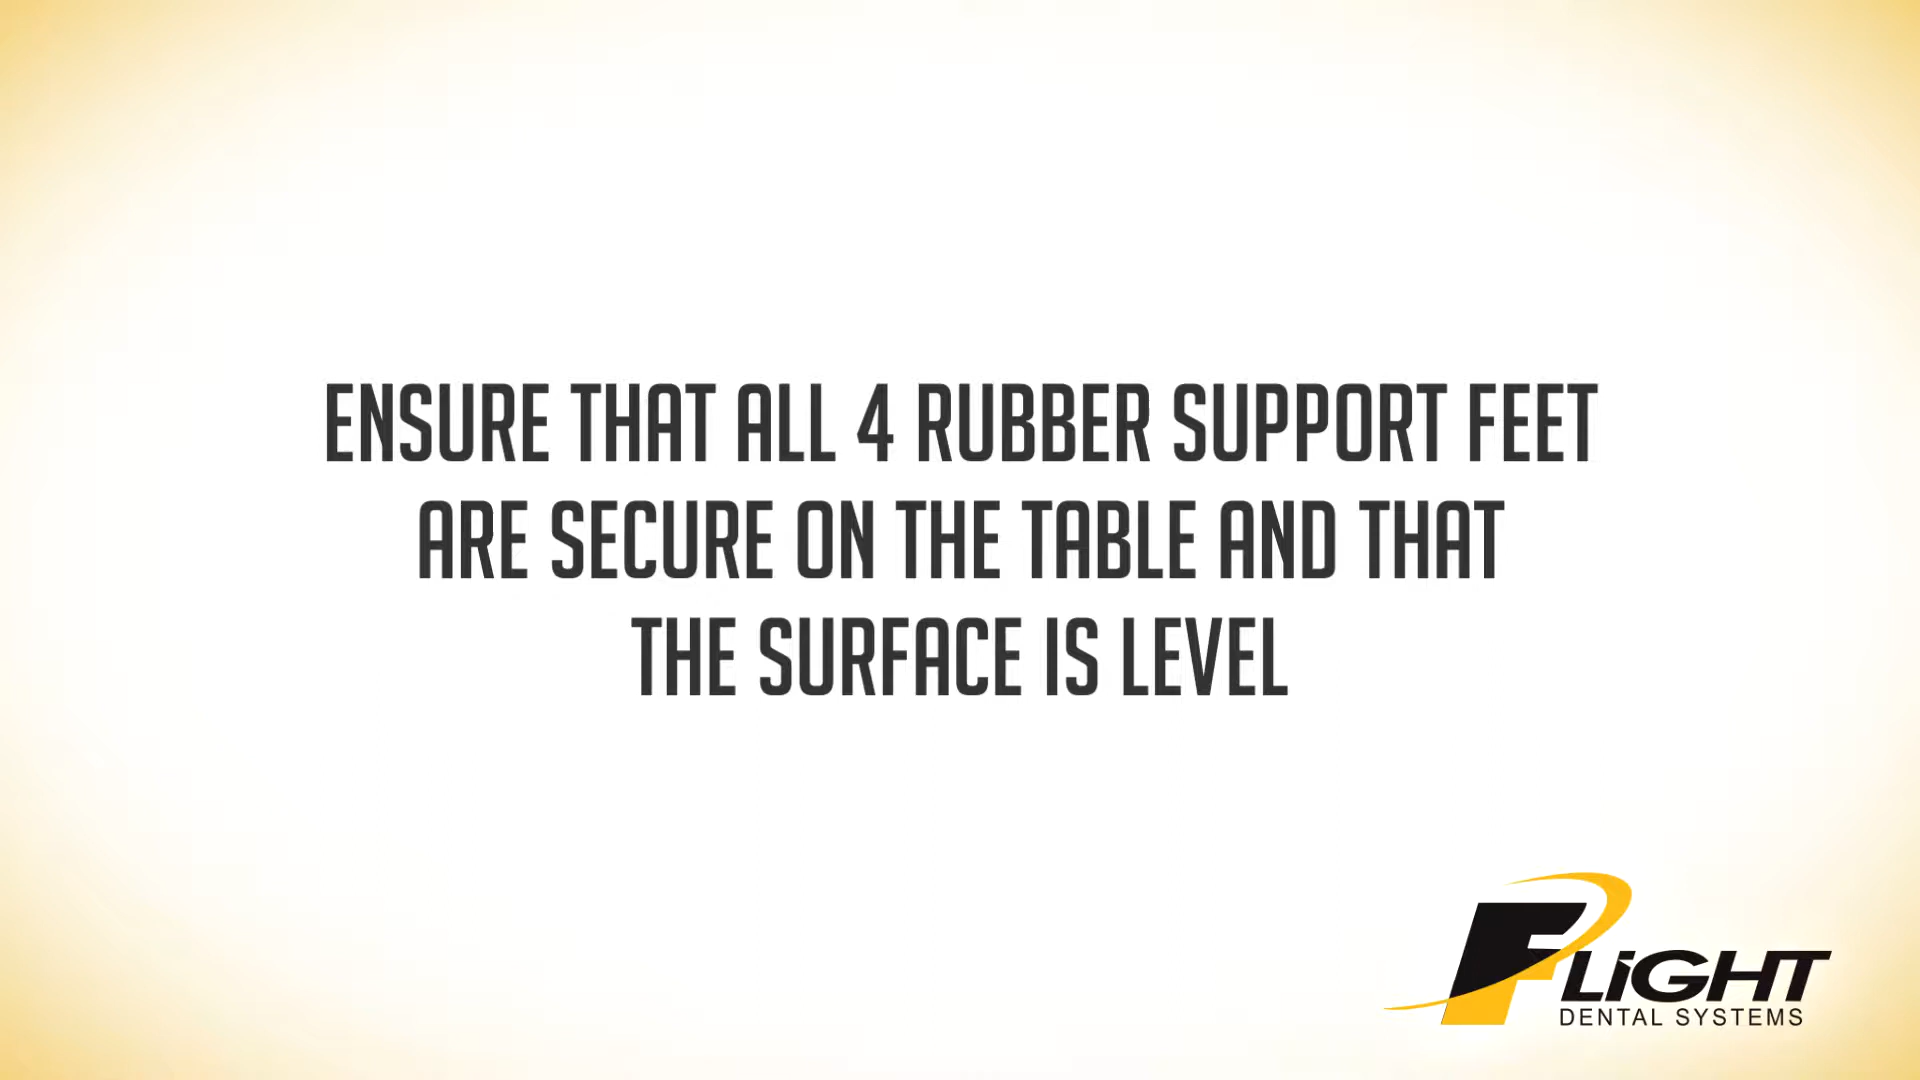 ENSURE THAT ALL 4 RUBBER SUPPORT FEET
ARE SECURE ON THE TABLE AND THAT
THE SURFACE IS LEVEL
FLiGHT
DENTAL SYSTEMS